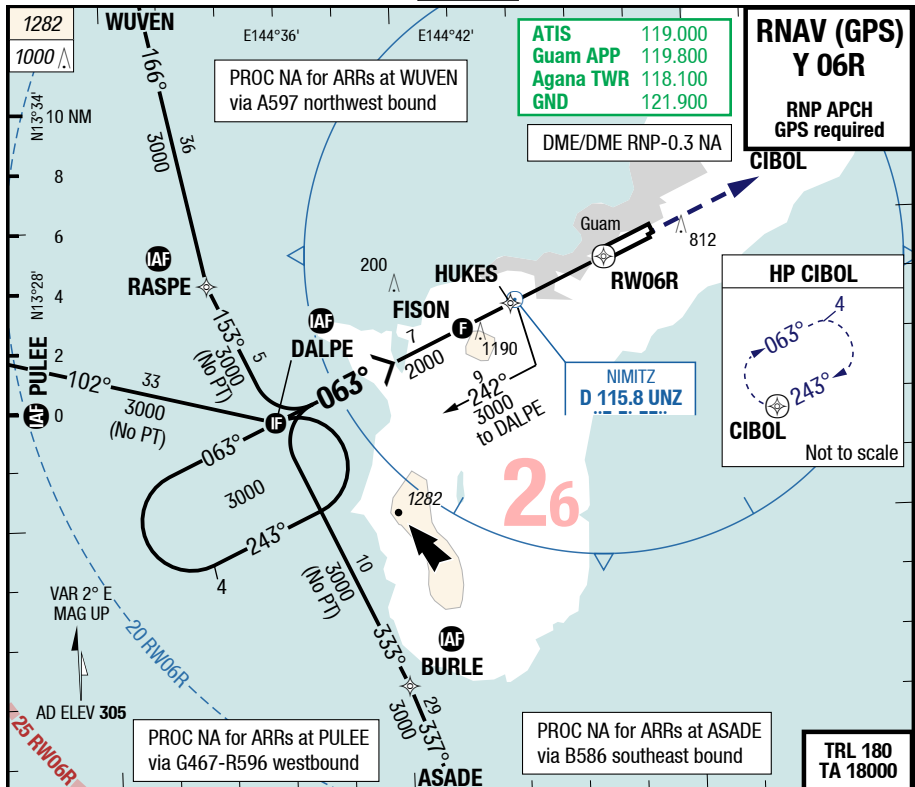 1282
1000
WUVEN
E144°36'
E144°42'
ATIS 119.000
Guam APP 119.800
Agana TWR 118.100
GND 121.900
RNAV (GPS)
Y 06R
RNP APCH
GPS required
PROC NA for ARRs at WUVEN
via A597 northwest bound
DME/DME RNP-0.3 NA
CIBOL
166°
36
3000
N13°34'
10 NM
8
6
4
2
0
N13°28'
IAF
RASPE
153°
5
3000
(No PT)
200
HUKES
FISON
F
Guam
812
RW06R
IAF
DALPE
7
2000
1190
063°
9
242°
3000
to DALPE
NIMITZ
D 115.8 UNZ
HP CIBOL
4
063°
243°
CIBOL
Not to scale
PULEE
IAF
102°
33
3000
(No PT)
IF
063°
3000
243°
4
1282
26
10
3000
(No PT)
333°
IAF
BURLE
29
3000
337°
ASADE
VAR 2° E
MAG UP
AD ELEV 305
20 RW06R
25 RW06R
PROC NA for ARRs at PULEE
via G467-R596 westbound
PROC NA for ARRs at ASADE
via B586 southeast bound
TRL 180
TA 18000